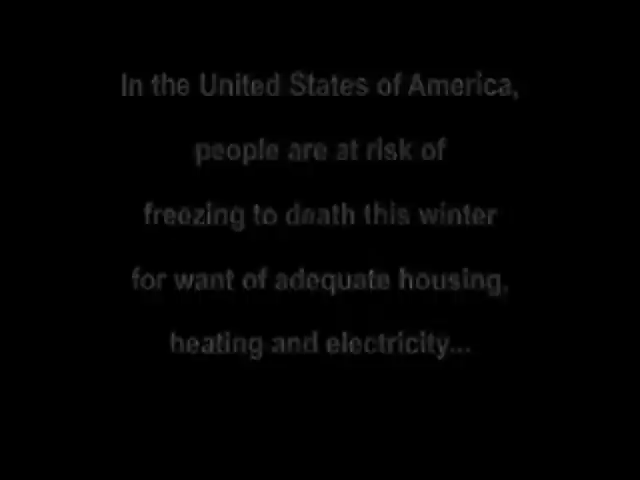 In the United States of America,
people are at risk of
freezing to death this winter
for want of adequate housing,
heating and electricity...